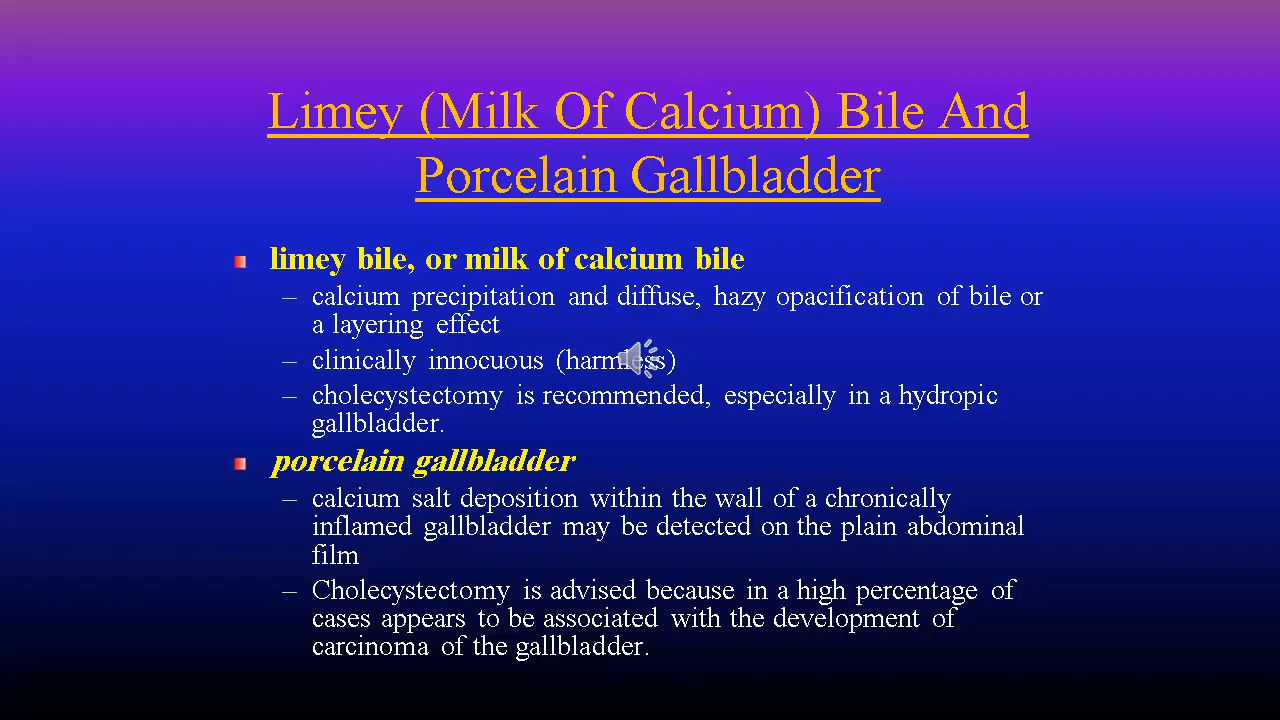 Limey (Milk Of Calcium) Bile And
Porcelain Gallbladder
limey bile, or milk of calcium bile
– calcium precipitation and diffuse, hazy opacification of bile or
a layering effect
– clinically innocuous (harmless)
– cholecystectomy is recommended, especially in a hydropic
gallbladder.
porcelain gallbladder
– calcium salt deposition within the wall of a chronically
inflamed gallbladder may be detected on the plain abdominal
film
– Cholecystectomy is advised because in a high percentage of
cases appears to be associated with the development of
carcinoma of the gallbladder.